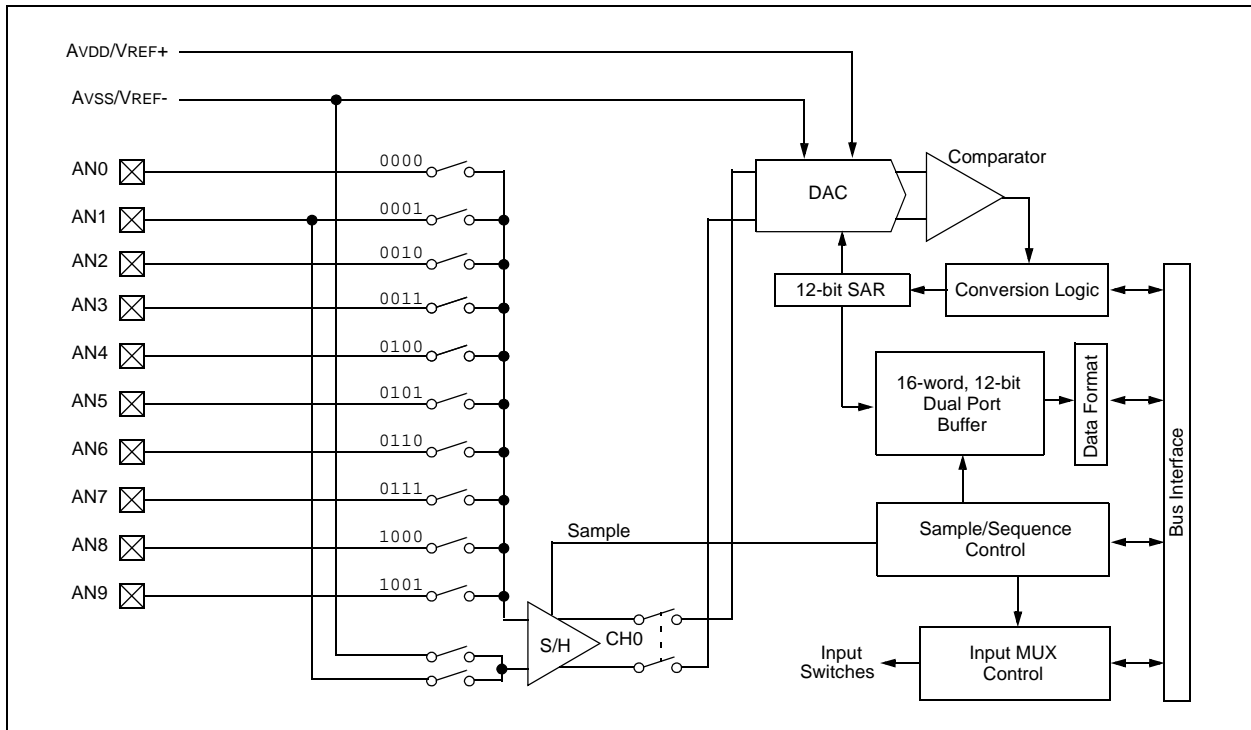 AVDD/VREF+
AVSS/VREF-
AN0
0000
AN1
0001
AN2
0010
AN3
0011
AN4
0100
AN5
0101
AN6
0110
AN7
0111
AN8
1000
AN9
1001
S/H
CH0
Sample
DAC
Comparator
12-bit SAR
Conversion Logic
16-word, 12-bit
Dual Port
Buffer
Data Format
Bus Interface
Sample/Sequence
Control
Input
Switches
Input MUX
Control